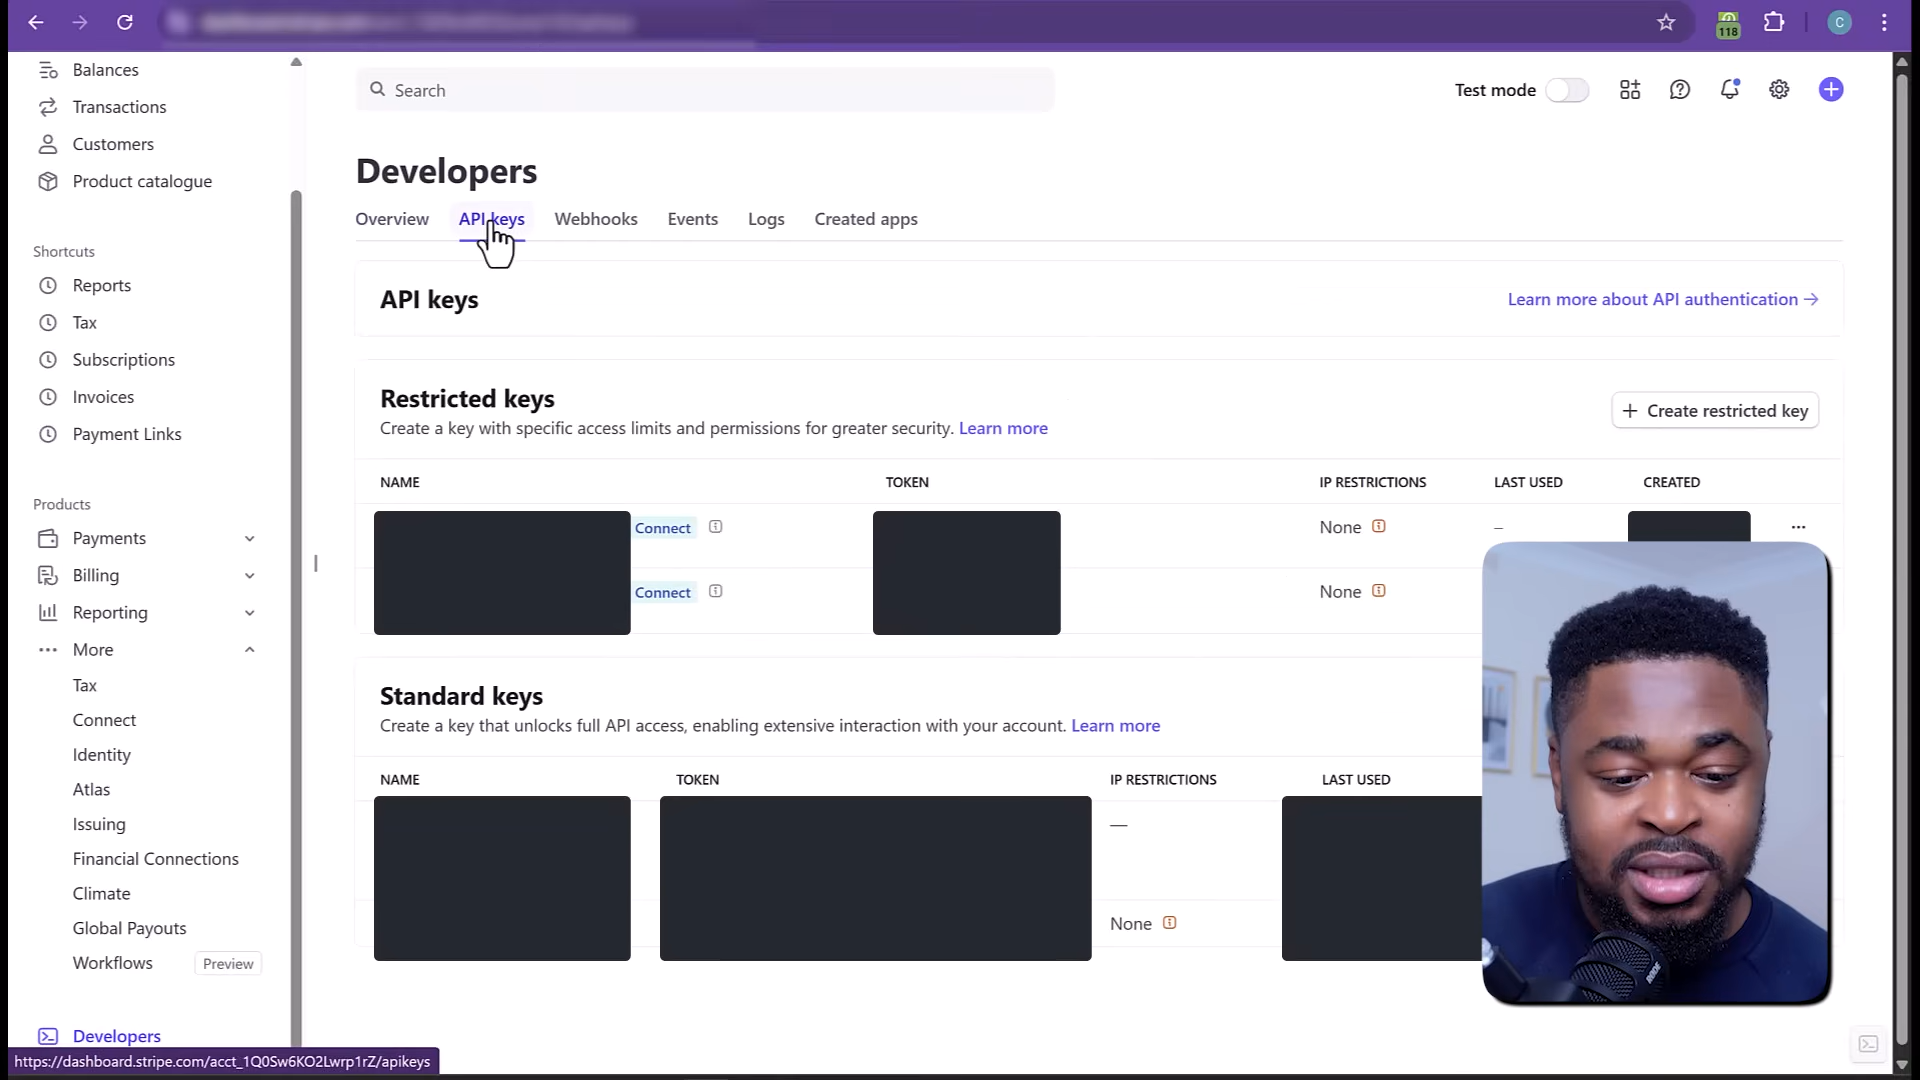 118
C
Balances
Transactions
Customers
Product catalogue
Shortcuts
Reports
Tax
Subscriptions
Invoices
Payment Links
Products
Payments
Billing
Reporting
More
Tax
Connect
Identity
Atlas
Issuing
Financial Connections
Climate
Global Payouts
Workflows Preview
Developers
https://dashboard.stripe.com/acct_1Q0Sw6KO2Lwrp1rZ/apikeys
Search
Test mode
Developers
Overview API keys Webhooks Events Logs Created apps
API keys
Learn more about API authentication →
Restricted keys
Create a key with specific access limits and permissions for greater security. Learn more
+ Create restricted key
NAME TOKEN IP RESTRICTIONS LAST USED CREATED
Connect None – ...
Connect None
Standard keys
Create a key that unlocks full API access, enabling extensive interaction with your account. Learn more
NAME TOKEN IP RESTRICTIONS LAST USED
—
None
RODE